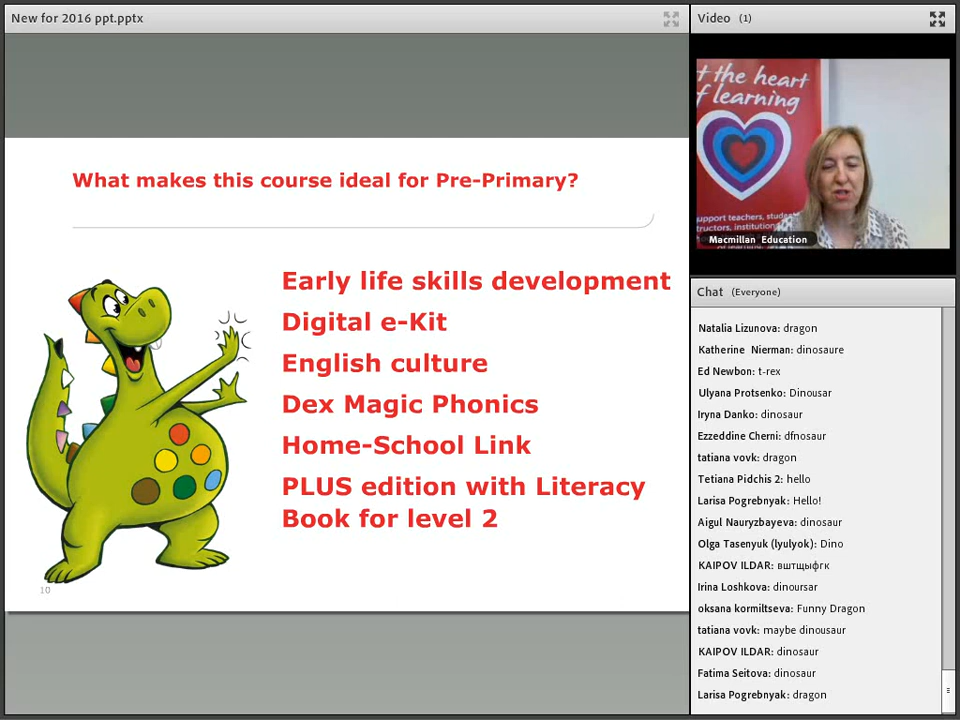 New for 2016 ppt.pptx
What makes this course ideal for Pre-Primary?
Early life skills development
Digital e-Kit
English culture
Dex Magic Phonics
Home-School Link
PLUS edition with Literacy
Book for level 2
10
Video (1)
t the heart
f learning
upport teachers, stude
tructors, institution
Macmillan Education
Chat (Everyone)
Natalia Lizunova: dragon
Katherine Nierman: dinosaure
Ed Newbon: t-rex
Ulyana Protsenko: Dinousar
Iryna Danko: dinosaur
Ezzeddine Cherni: dfnosaur
tatiana vovk: dragon
Tetiana Pidchis 2: hello
Larisa Pogrebnyak: Hello!
Aigul Nauryzbayeva: dinosaur
Olga Tasenyuk (lyulyok): Dino
KAIPOV ILDAR: вштщыфгк
Irina Loshkova: dinoursar
oksana kormiltseva: Funny Dragon
tatiana vovk: maybe dinousaur
KAIPOV ILDAR: dinosaur
Fatima Seitova: dinosaur
Larisa Pogrebnyak: dragon